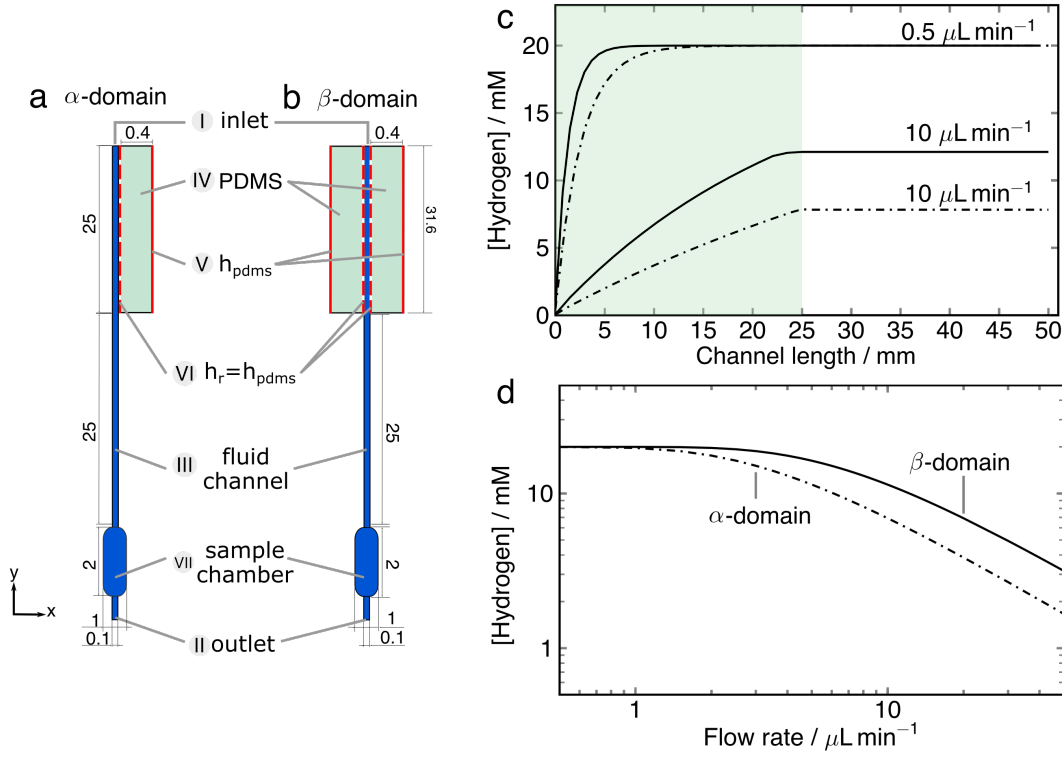 a α-domain
b β-domain
I inlet
0.4
0.4
IV PDMS
25
31.6
V h_pdms
VI h_r=h_pdms
25
25
III fluid
channel
VII sample
chamber
2
2
y
x
1
0.1
1
0.1
II outlet
c
0.5 μL min⁻¹
10 μL min⁻¹
10 μL min⁻¹
20
15
10
5
0
[Hydrogen] / mM
0 5 10 15 20 25 30 35 40 45 50
Channel length / mm
d
β-domain
α-domain
10
1
[Hydrogen] / mM
1 10
Flow rate / μL min⁻¹